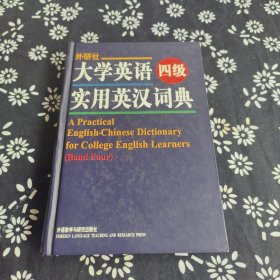 外研社
大学英语 四级
实用英汉词典
A Practical
English-Chinese Dictionary
for College English Learners
(Band Four)
外语教学与研究出版社
FOREIGN LANGUAGE TEACHING AND RESEARCH PRESS